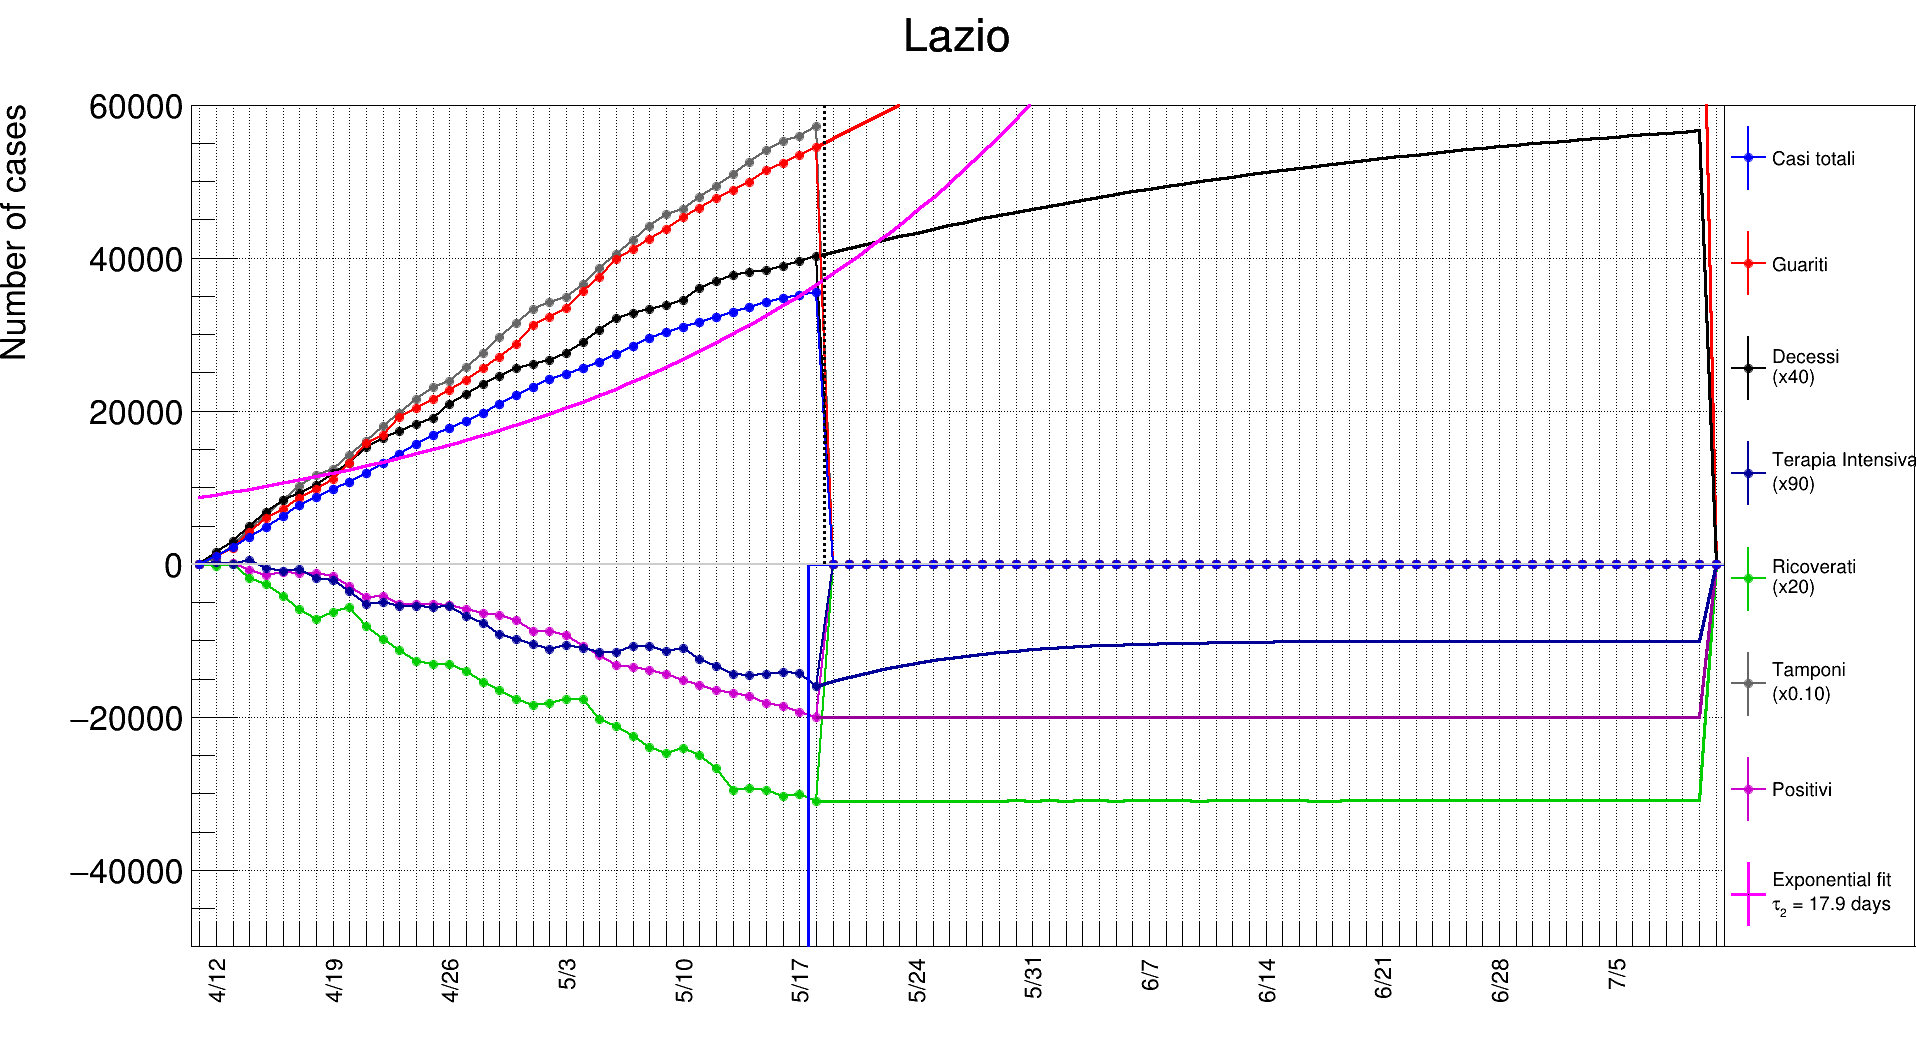 Lazio
Number of cases
60000
40000
20000
0
−20000
−40000
4/12
4/19
4/26
5/3
5/10
5/17
5/24
5/31
6/7
6/14
6/21
6/28
7/5
Casi totali
Guariti
Decessi
(x40)
Terapia Intensiva
(x90)
Ricoverati
(x20)
Tamponi
(x0.10)
Positivi
Exponential fit
τ2 = 17.9 days